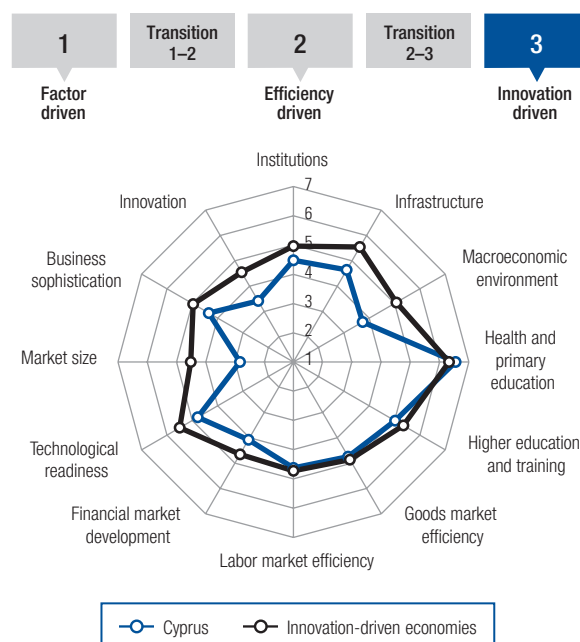 1
Transition
1–2
2
Transition
2–3
3
Factor
driven
Efficiency
driven
Innovation
driven
Institutions
Infrastructure
Macroeconomic
environment
Health and
primary
education
Higher education
and training
Goods market
efficiency
Labor market efficiency
Financial market
development
Technological
readiness
Market size
Business
sophistication
Innovation
7
6
5
4
3
2
1
Cyprus
Innovation-driven economies